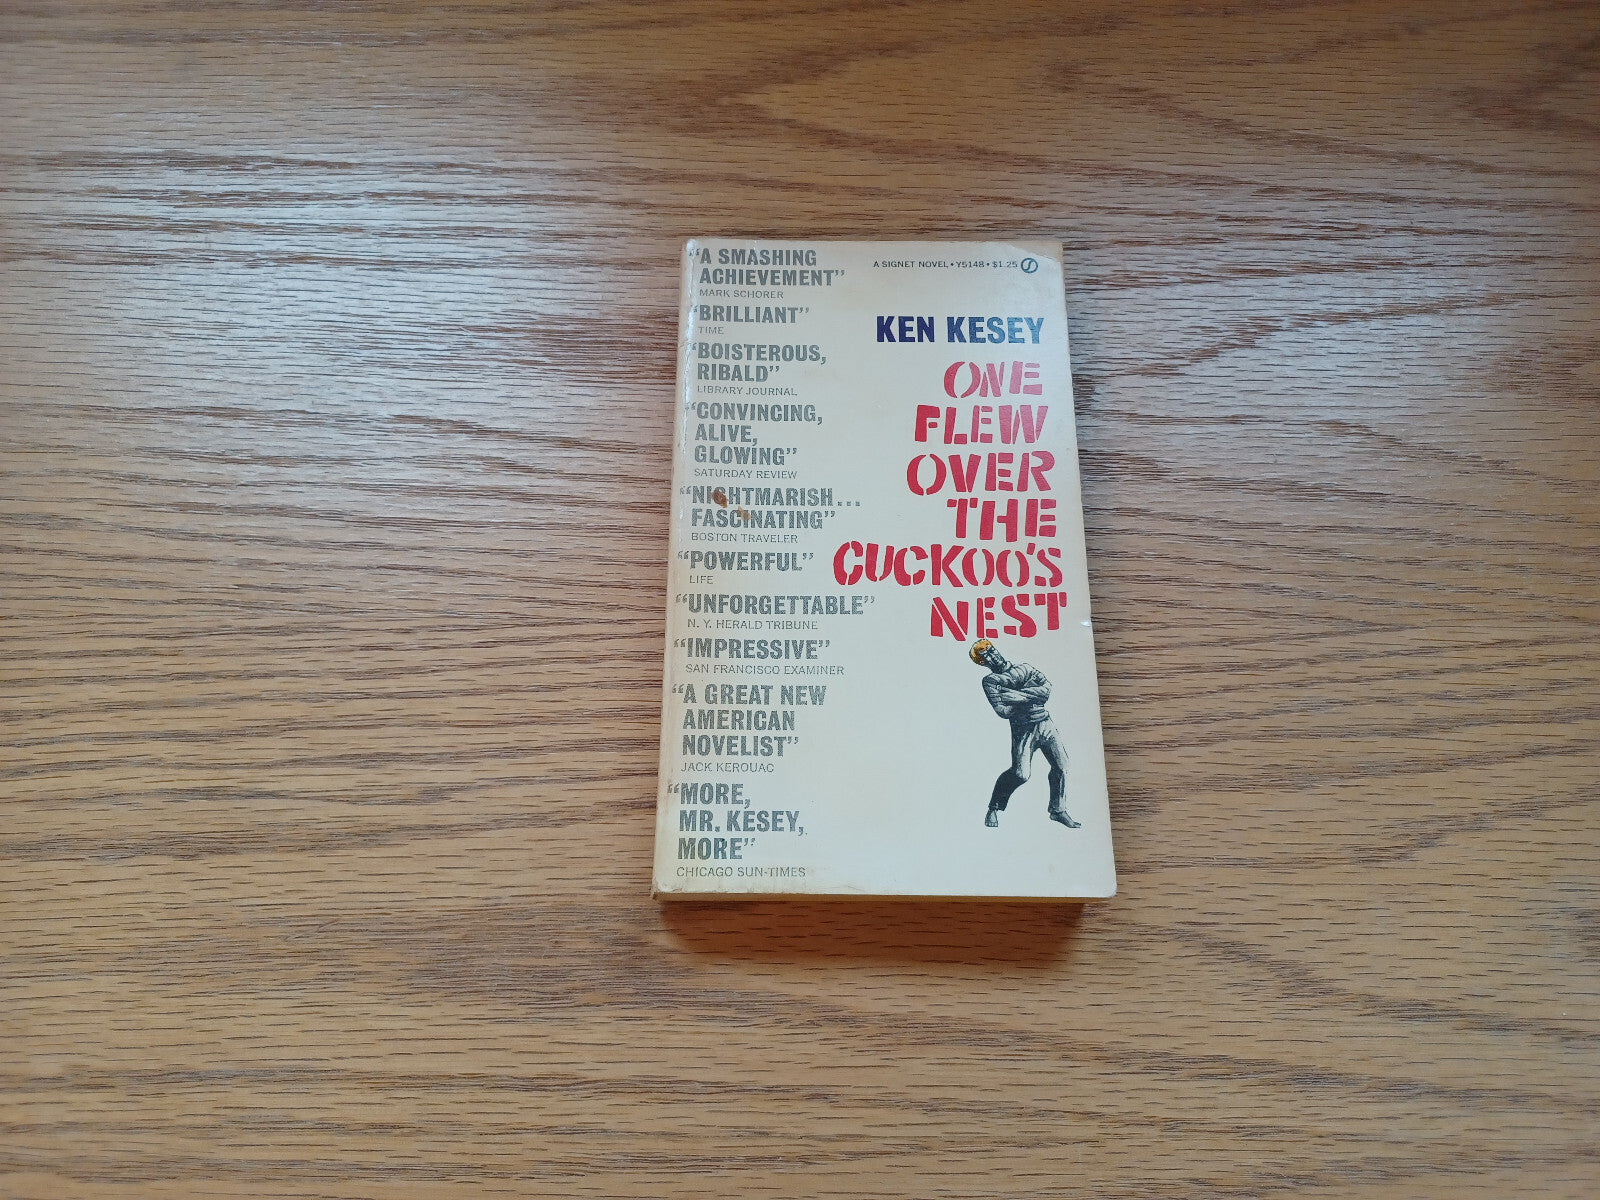 "A SMASHING
ACHIEVEMENT"
MARK SCHORER
"BRILLIANT"
TIME
"BOISTEROUS,
RIBALD"
LIBRARY JOURNAL
"CONVINCING,
ALIVE,
GLOWING"
SATURDAY REVIEW
"NIGHTMARISH...
FASCINATING"
BOSTON TRAVELER
"POWERFUL"
LIFE
"UNFORGETTABLE"
N. Y. HERALD TRIBUNE
"IMPRESSIVE"
SAN FRANCISCO EXAMINER
"A GREAT NEW
AMERICAN
NOVELIST"
JACK KEROUAC
"MORE,
MR. KESEY,
MORE"
CHICAGO SUN-TIMES
A SIGNET NOVEL • Y5148 • $1.25
KEN KESEY
ONE
FLEW
OVER
THE
CUCKOO'S
NEST